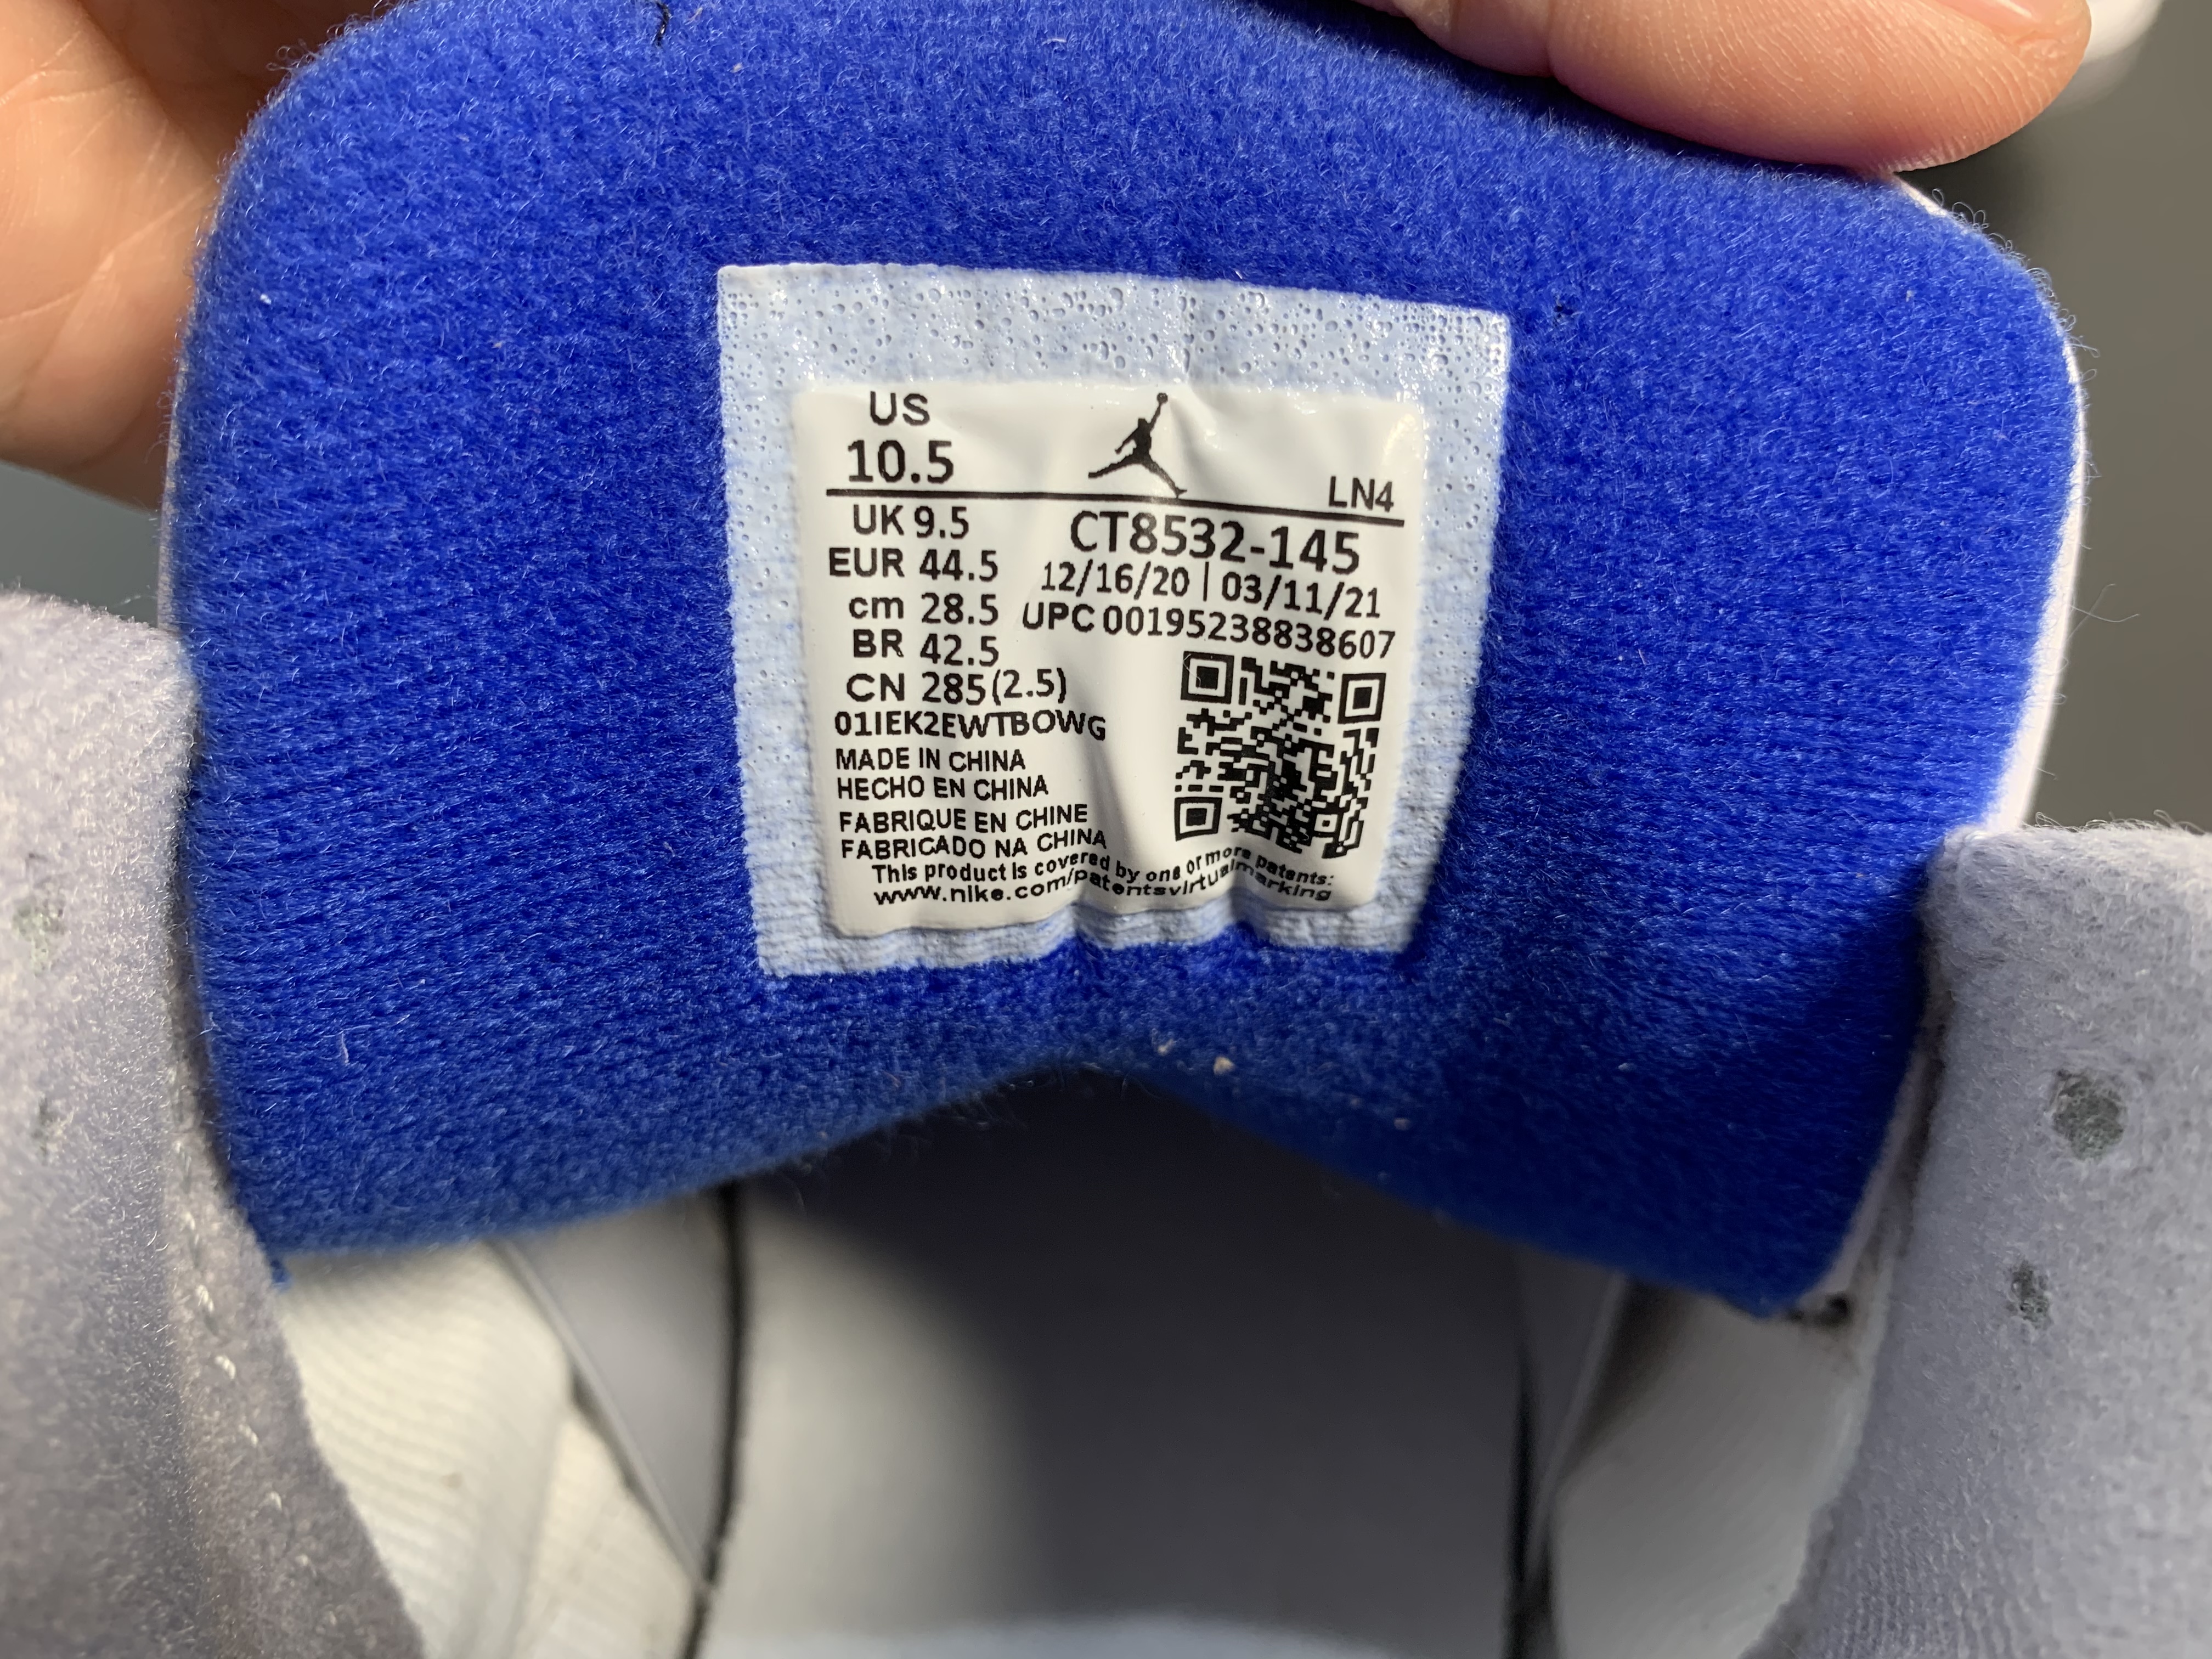 US
10.5
LN4
UK 9.5
CT8532-145
EUR 44.5
12/16/20 | 03/11/21
cm 28.5
UPC 00195238838607
BR 42.5
CN 285(2.5)
01IEK2EWTBOWG
MADE IN CHINA
HECHO EN CHINA
FABRIQUE EN CHINE
FABRICADO NA CHINA
This product is covered by one or more patents:
www.nike.com/patentsvirtualmarking